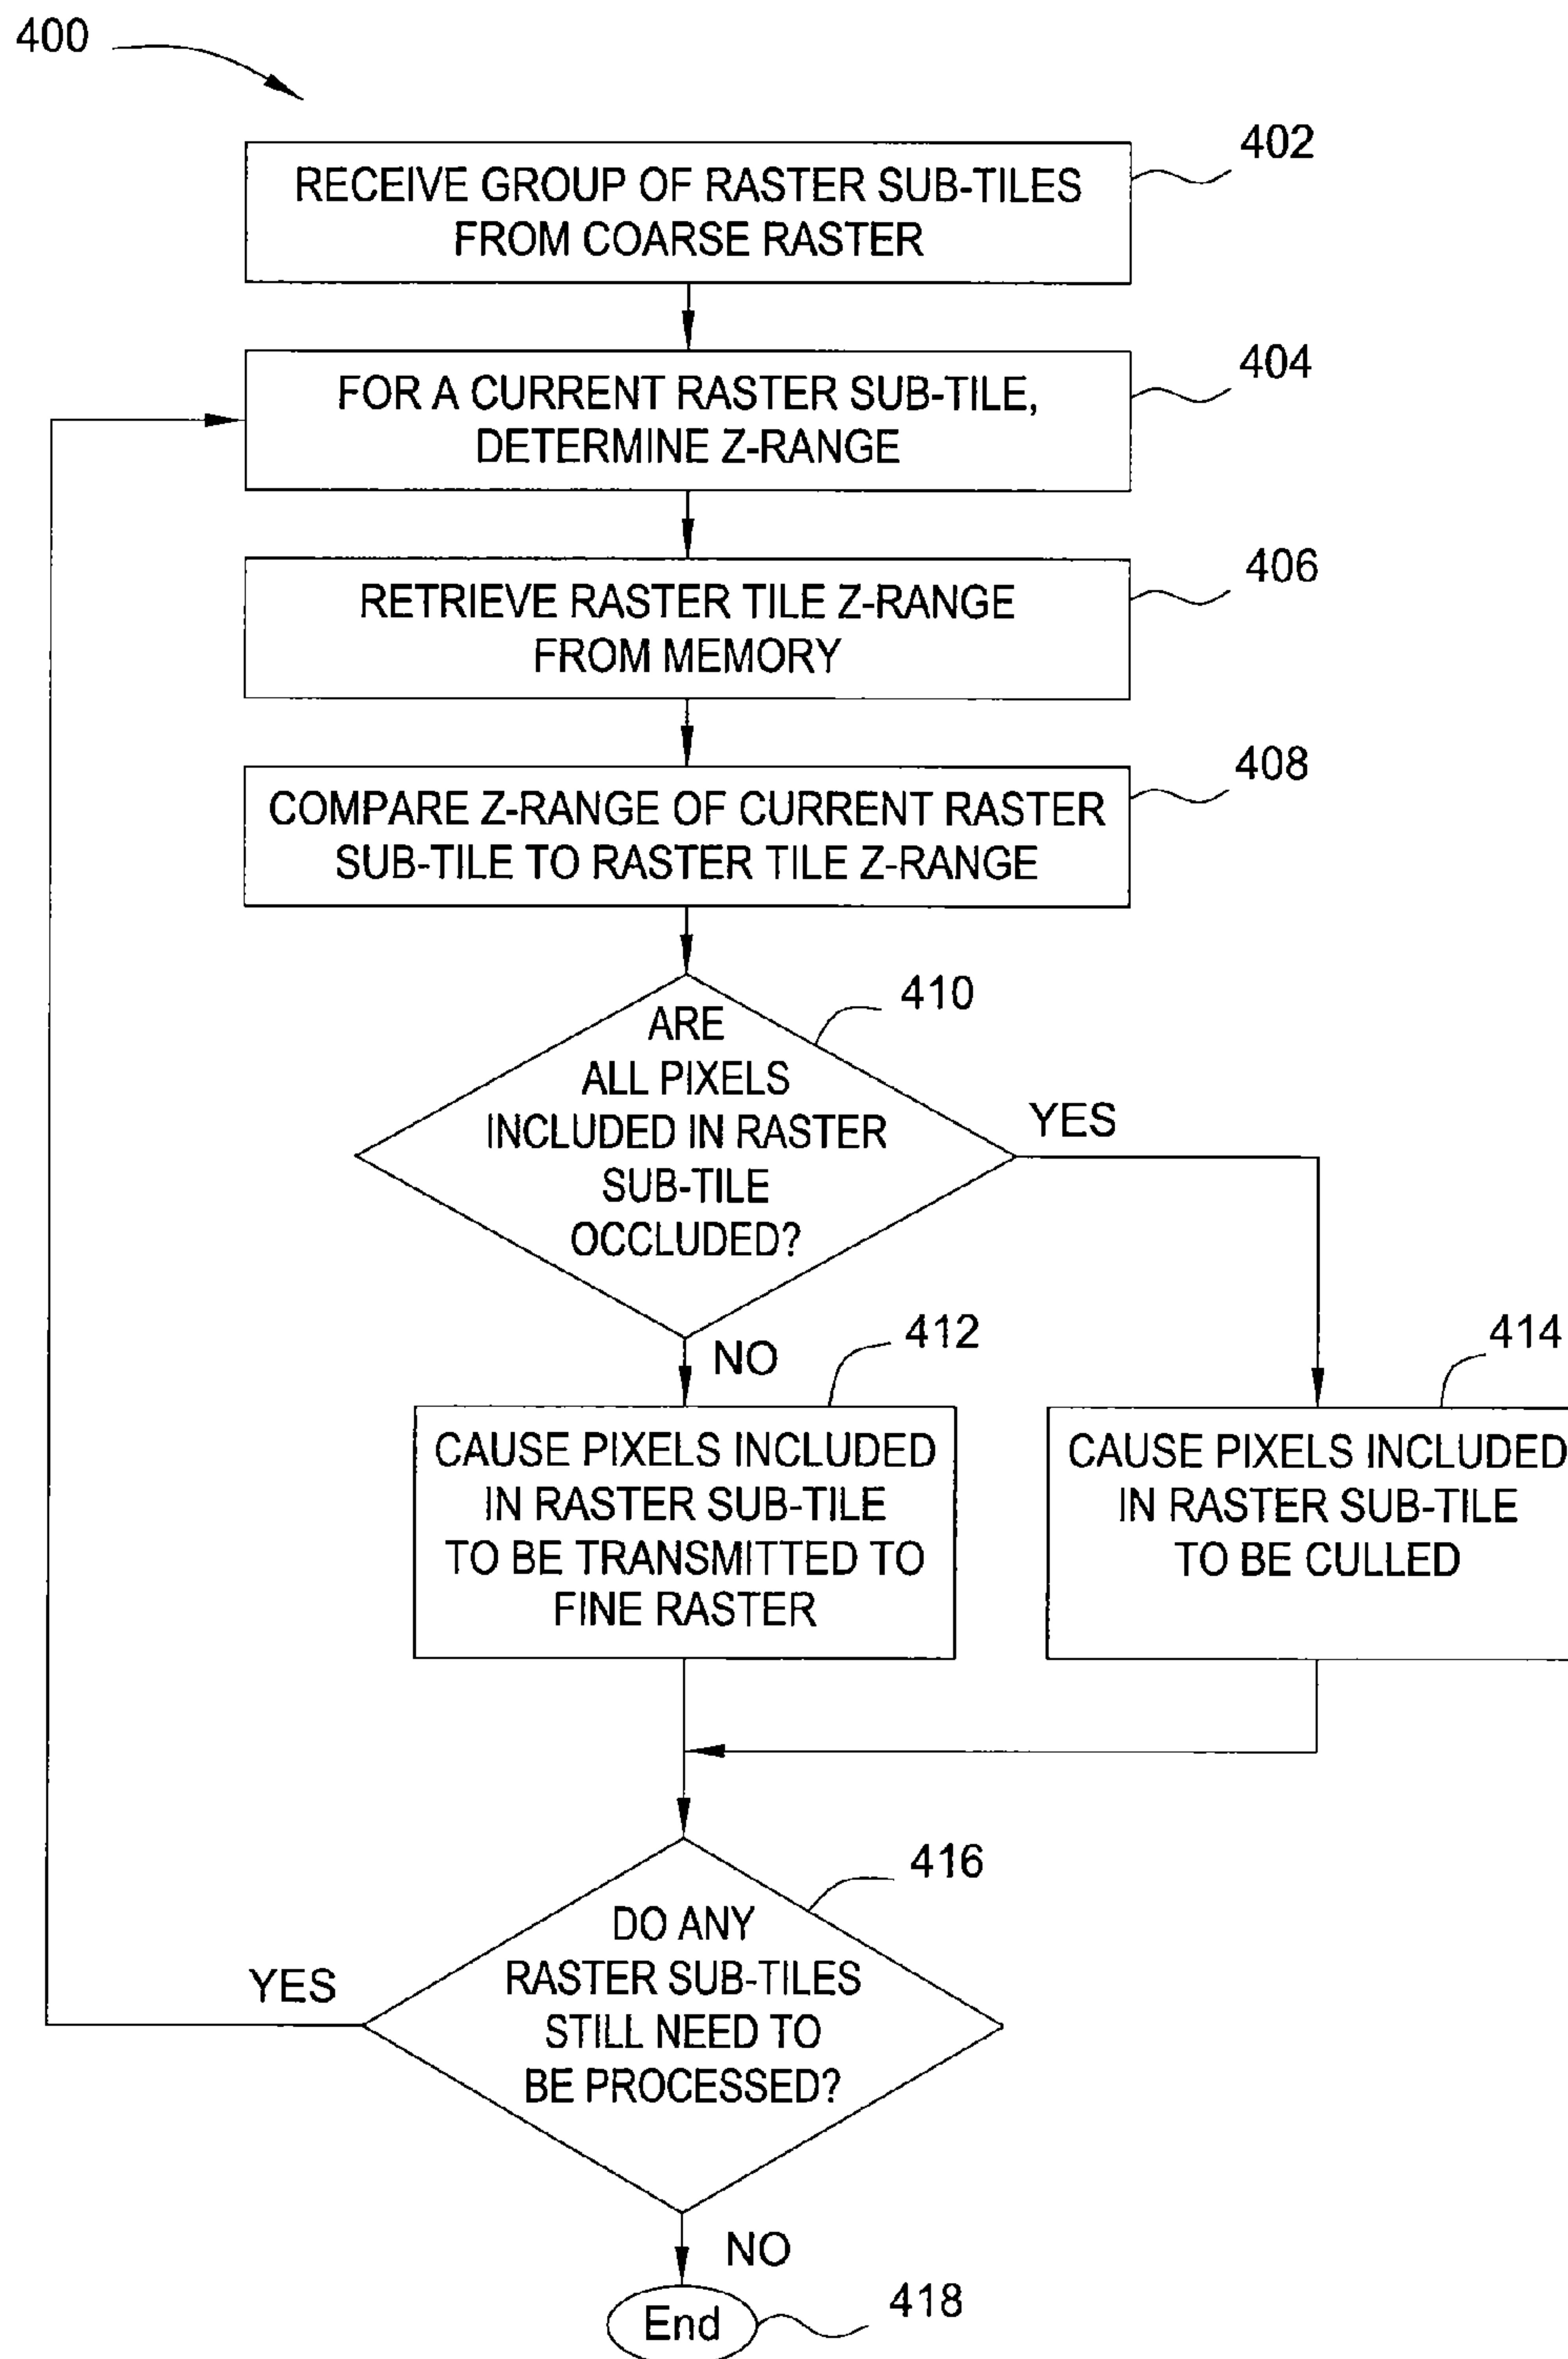 400
402
RECEIVE GROUP OF RASTER SUB-TILES
FROM COARSE RASTER
404
FOR A CURRENT RASTER SUB-TILE,
DETERMINE Z-RANGE
406
RETRIEVE RASTER TILE Z-RANGE
FROM MEMORY
408
COMPARE Z-RANGE OF CURRENT RASTER
SUB-TILE TO RASTER TILE Z-RANGE
410
ARE
ALL PIXELS
INCLUDED IN RASTER
SUB-TILE
OCCLUDED?
YES
NO
412
CAUSE PIXELS INCLUDED
IN RASTER SUB-TILE
TO BE TRANSMITTED TO
FINE RASTER
414
CAUSE PIXELS INCLUDED
IN RASTER SUB-TILE
TO BE CULLED
416
DO ANY
RASTER SUB-TILES
STILL NEED TO
BE PROCESSED?
YES
NO
End
418